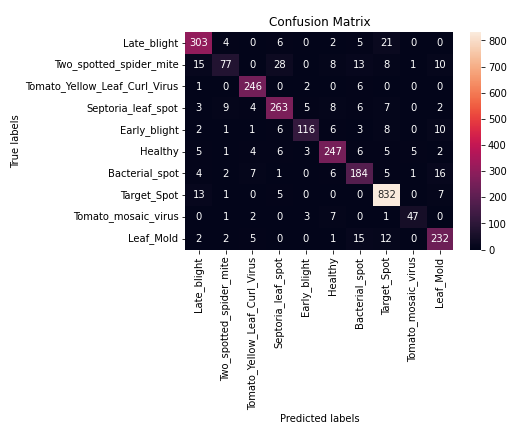 Confusion Matrix
Late_blight 303 4 0 6 0 2 5 21 0 0
Two_spotted_spider_mite 15 77 0 28 0 8 13 8 1 10
Tomato_Yellow_Leaf_Curl_Virus 1 0 246 0 2 0 6 0 0 0
Septoria_leaf_spot 3 9 4 263 5 8 6 7 0 2
Early_blight 2 1 1 6 116 6 3 8 0 10
Healthy 5 1 4 6 3 247 6 5 5 2
Bacterial_spot 4 2 7 1 0 6 184 5 1 16
Target_Spot 13 1 0 5 0 0 0 832 0 7
Tomato_mosaic_virus 0 1 2 0 3 7 0 1 47 0
Leaf_Mold 2 2 5 0 0 1 15 12 0 232
True labels
Late_blight
Two_spotted_spider_mite
Tomato_Yellow_Leaf_Curl_Virus
Septoria_leaf_spot
Early_blight
Healthy
Bacterial_spot
Target_Spot
Tomato_mosaic_virus
Leaf_Mold
Predicted labels
800
700
600
500
400
300
200
100
0